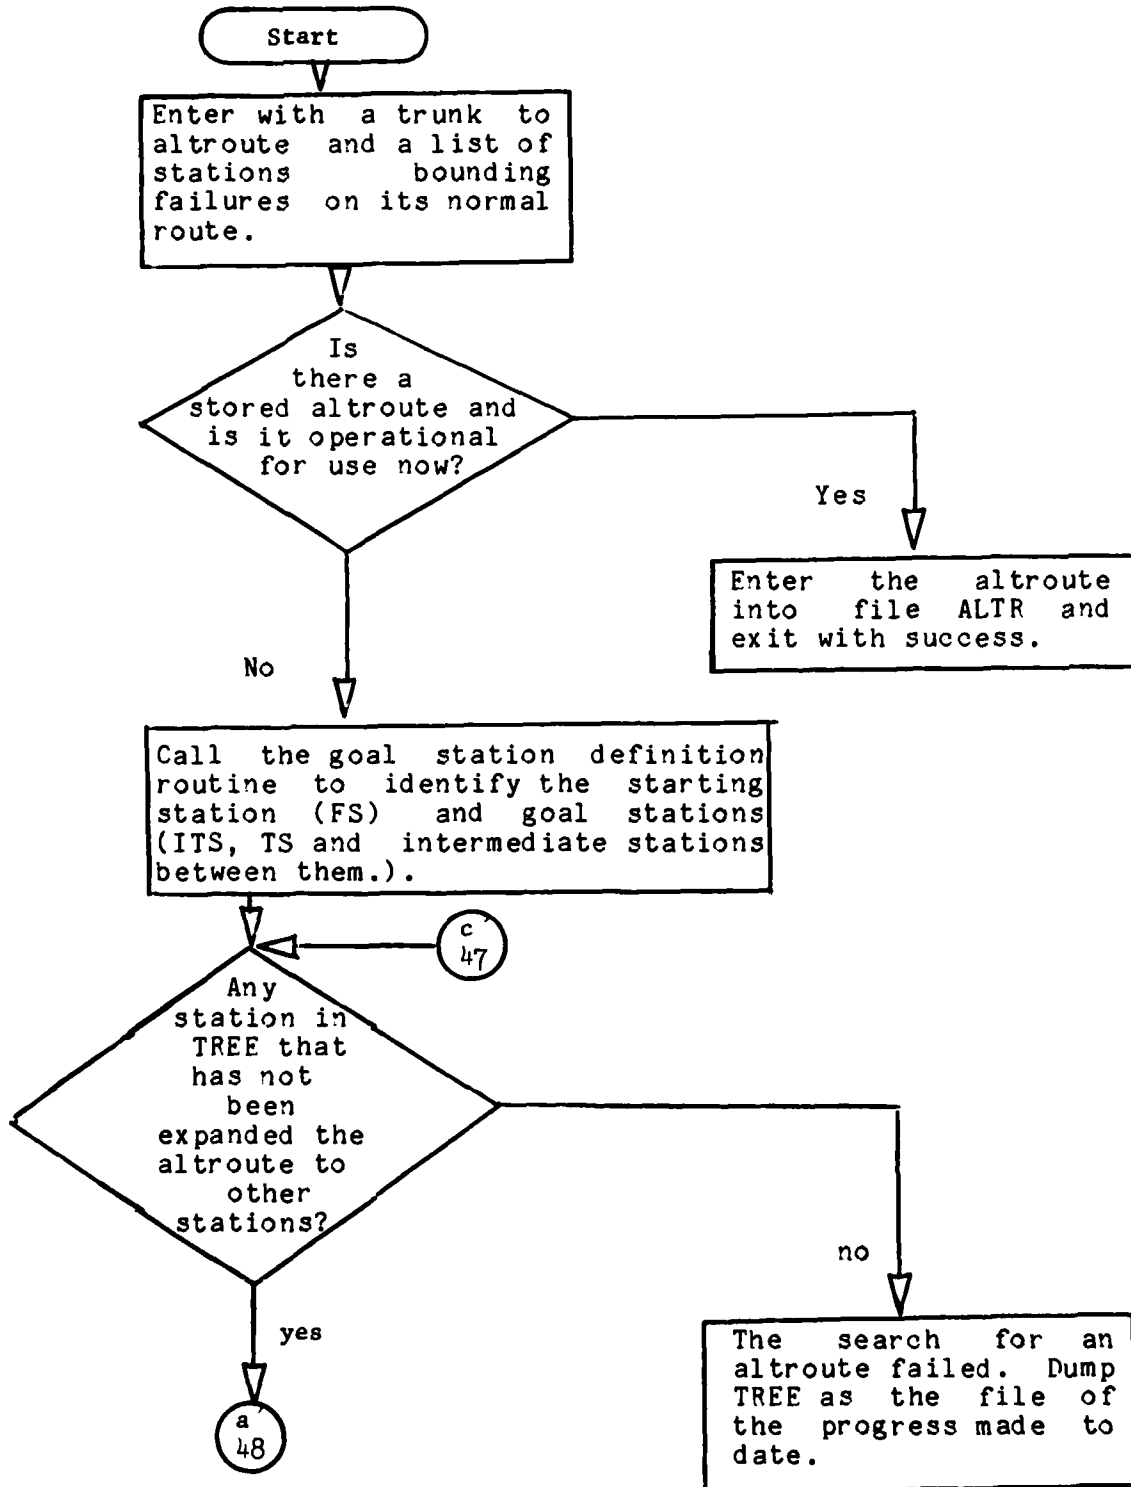 Start
Enter with a trunk to
altroute and a list of
stations bounding
failures on its normal
route.
Is
there a
stored altroute and
is it operational
for use now?
Yes
Enter the altroute
into file ALTR and
exit with success.
No
Call the goal station definition
routine to identify the starting
station (FS) and goal stations
(ITS, TS and intermediate stations
between them.).
c
47
Any
station in
TREE that
has not
been
expanded the
altroute to
other
stations?
no
yes
The search for an
altroute failed. Dump
TREE as the file of
the progress made to
date.
a
48